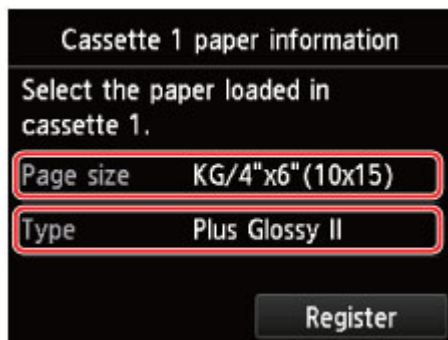 Cassette 1 paper information
Select the paper loaded in
cassette 1.
Page size KG/4"x6"(10x15)
Type Plus Glossy II
Register